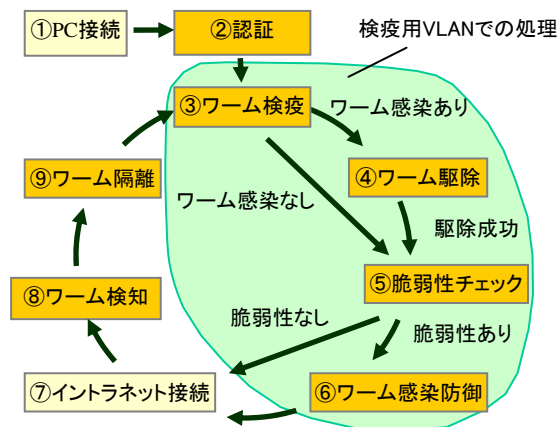 ①PC接続
②認証
検疫用VLANでの処理
③ワーム検疫
ワーム感染あり
⑨ワーム隔離
④ワーム駆除
ワーム感染なし
駆除成功
⑤脆弱性チェック
⑧ワーム検知
脆弱性なし
脆弱性あり
⑦イントラネット接続
⑥ワーム感染防御